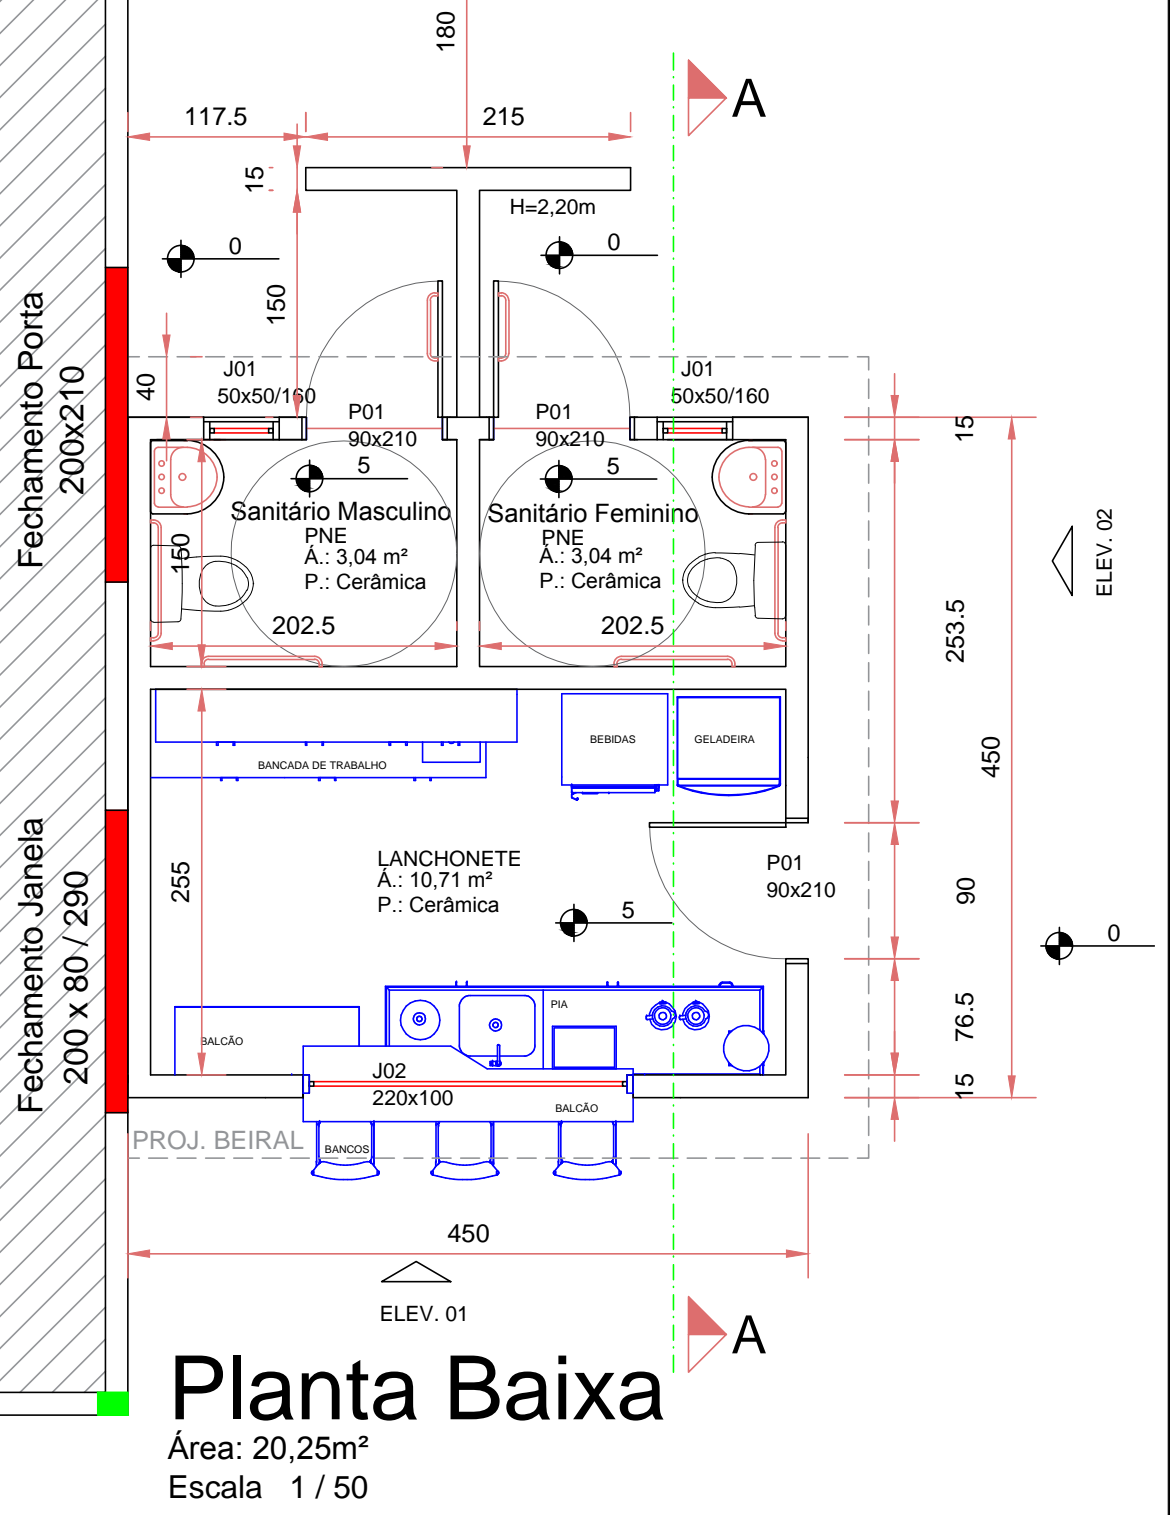 180
A
117.5
215
15
H=2,20m
0
0
150
Fechamento Porta
200x210
40
J01
50x50/160
J01
50x50/160
P01
90x210
P01
90x210
15
5
5
Sanitário Masculino
PNE
Á.: 3,04 m²
P.: Cerâmica
Sanitário Feminino
PNE
Á.: 3,04 m²
P.: Cerâmica
150
ELEV. 02
202.5
202.5
253.5
450
BEBIDAS
GELADEIRA
BANCADA DE TRABALHO
LANCHONETE
Á.: 10,71 m²
P.: Cerâmica
255
P01
90x210
90
5
0
Fechamento Janela
200 x 80 / 290
PIA
76.5
BALCÃO
J02
220x100
15
BALCÃO
PROJ. BEIRAL
BANCOS
450
ELEV. 01
A
Planta Baixa
Área: 20,25m²
Escala 1 / 50